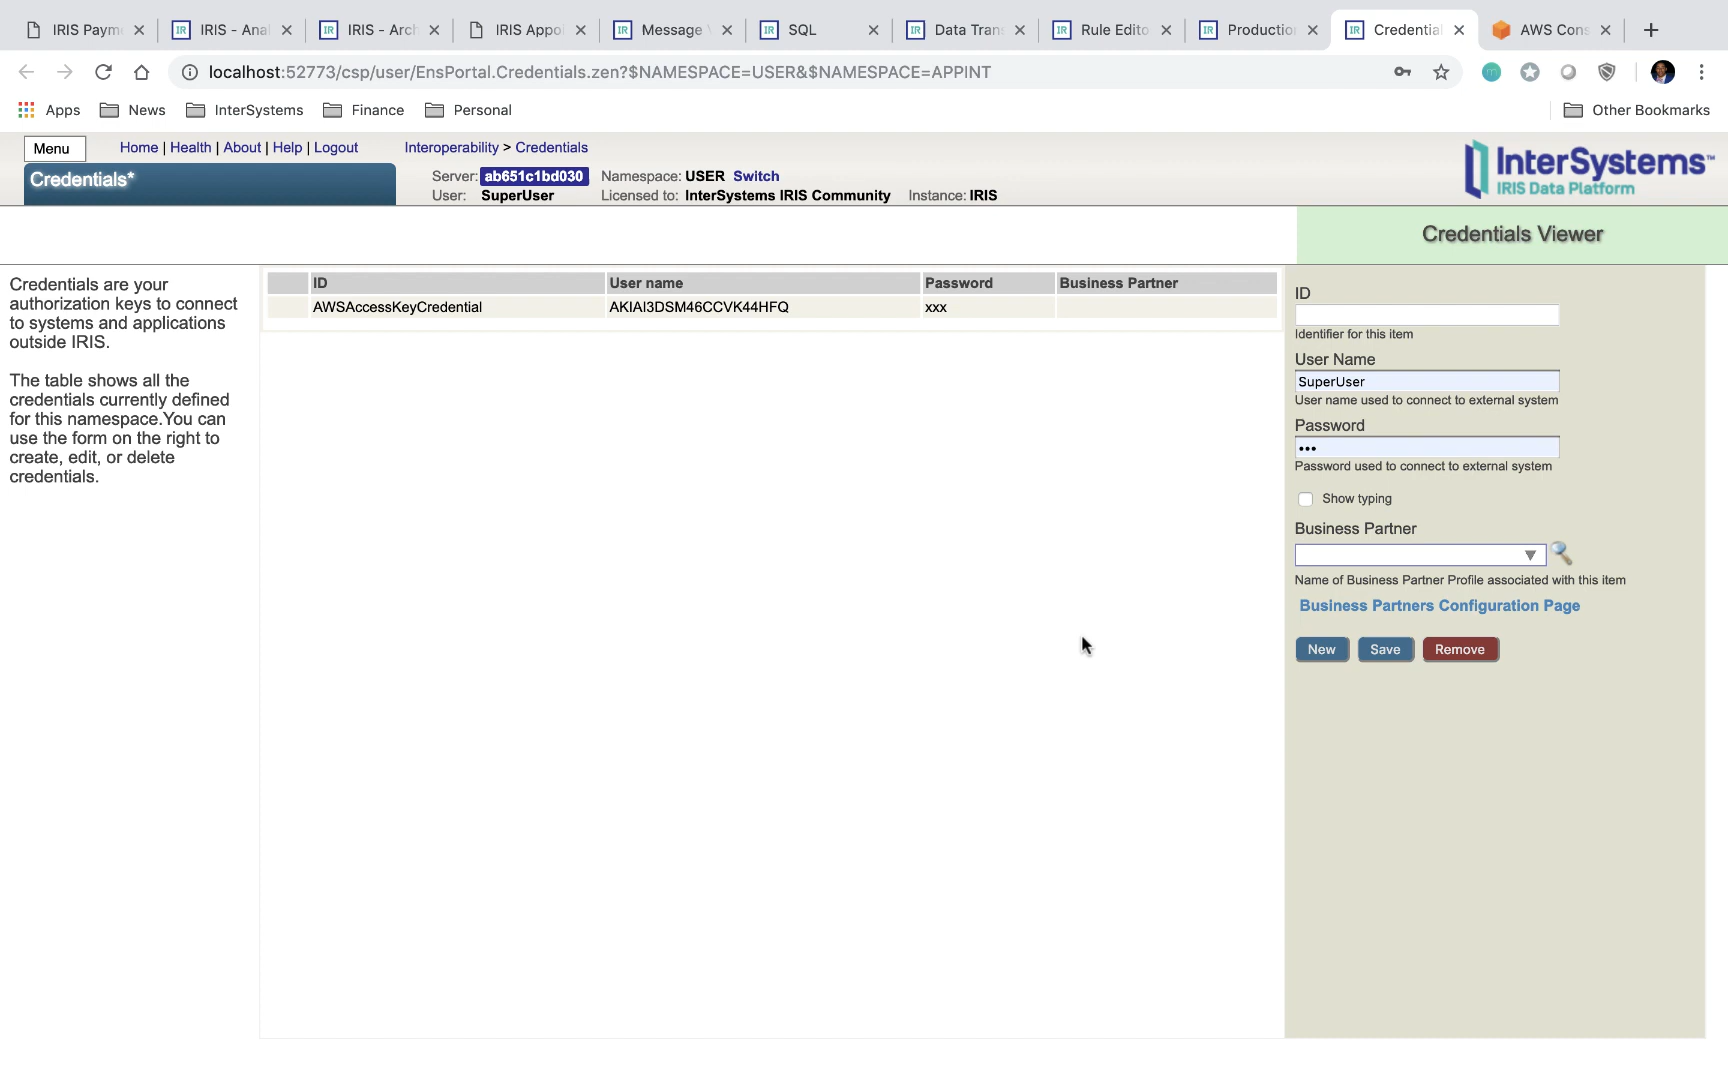 IRIS Paym
IRIS - Anal
IRIS - Arch
IRIS Appoi
Message V
SQL
Data Trans
Rule Edito
Production
Credential
AWS Cons
localhost:52773/csp/user/EnsPortal.Credentials.zen?$NAMESPACE=USER&$NAMESPACE=APPINT
Apps News InterSystems Finance Personal Other Bookmarks
Menu
Home | Health | About | Help | Logout
Interoperability > Credentials
Credentials*
Server: ab651c1bd030 Namespace: USER Switch
User: SuperUser Licensed to: InterSystems IRIS Community Instance: IRIS
InterSystems™
IRIS Data Platform
Credentials Viewer
Credentials are your
authorization keys to connect
to systems and applications
outside IRIS.
The table shows all the
credentials currently defined
for this namespace.You can
use the form on the right to
create, edit, or delete
credentials.
ID User name Password Business Partner
AWSAccessKeyCredential AKIAI3DSM46CCVK44HFQ xxx
ID
Identifier for this item
User Name
SuperUser
User name used to connect to external system
Password
•••
Password used to connect to external system
Show typing
Business Partner
Name of Business Partner Profile associated with this item
Business Partners Configuration Page
New Save Remove